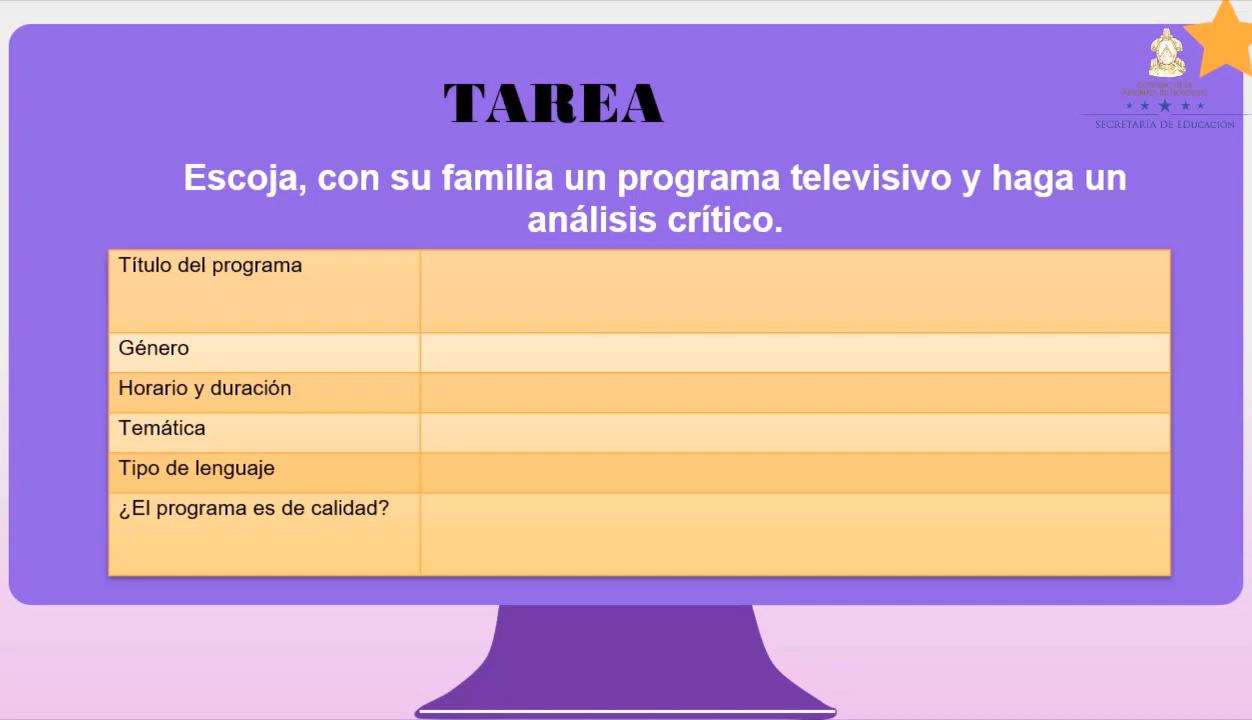 TAREA
SECRETARÍA DE EDUCACIÓN
Escoja, con su familia un programa televisivo y haga un
análisis crítico.
Título del programa
Género
Horario y duración
Temática
Tipo de lenguaje
¿El programa es de calidad?